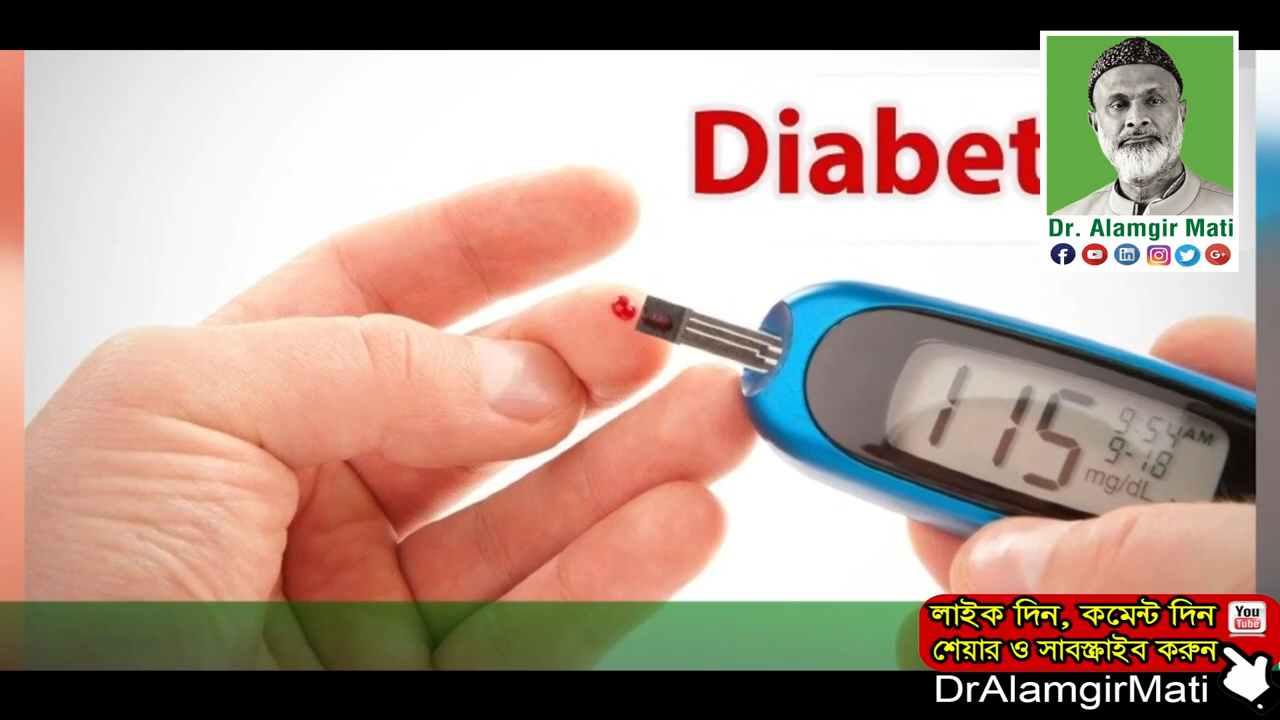 Diabet
Dr. Alamgir Mati
115
9:54 AM
9-18
mg/dL
লাইক দিন, কমেন্ট দিন
You
Tube
শেয়ার ও সাবস্ক্রাইব করুন
DrAlamgirMati